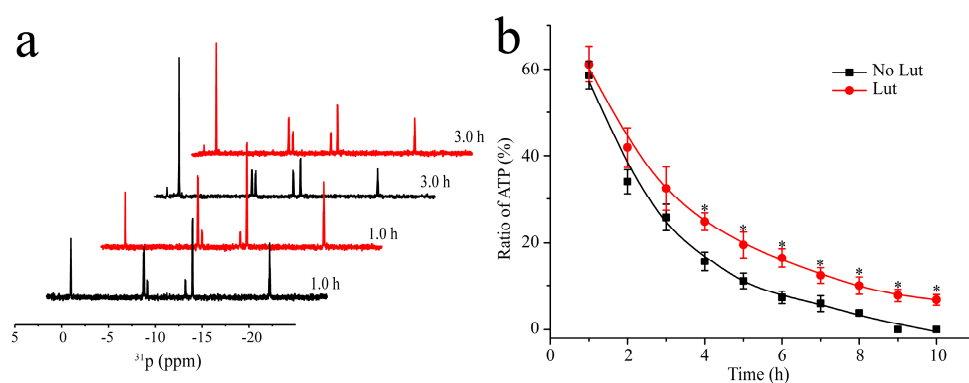 a
3.0 h
3.0 h
1.0 h
1.0 h
5 0 -5 -10 -15 -20
³¹p (ppm)
b
No Lut
Lut
Ratio of ATP (%)
60
40
20
0
* * * * * * *
2 4 6 8 10
Time (h)